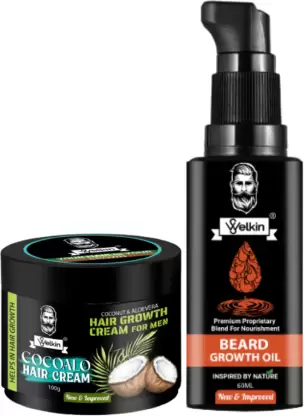 Welkin
HELPS IN HAIR GROWTH
COCONUT & ALOEVERA
HAIR GROWTH
CREAM FOR MEN
COCOALO
HAIR CREAM
100g
New & Improved
Welkin®
Premium Proprietary
Blend For Nourishment
BEARD
GROWTH OIL
INSPIRED BY NATURE
60ML
New & Improved